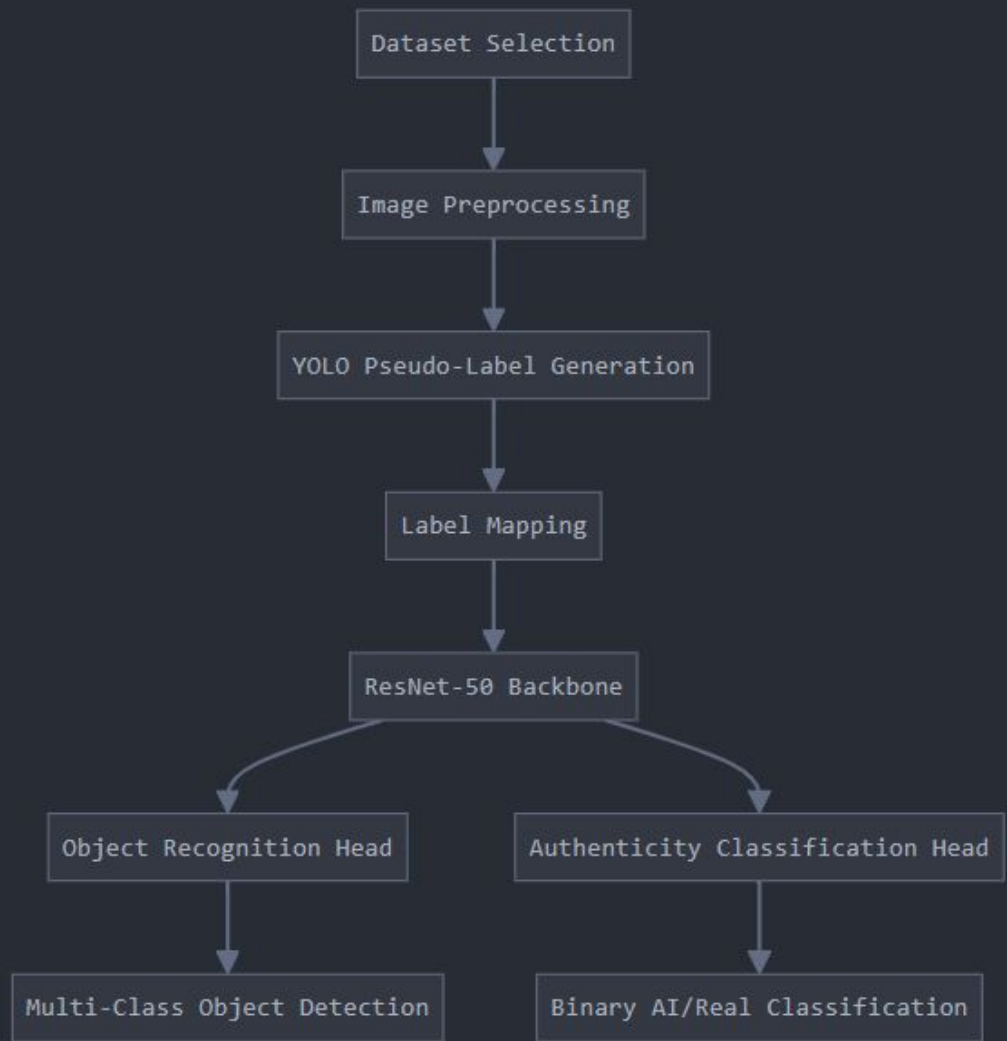 Dataset Selection
Image Preprocessing
YOLO Pseudo-Label Generation
Label Mapping
ResNet-50 Backbone
Object Recognition Head
Authenticity Classification Head
Multi-Class Object Detection
Binary AI/Real Classification